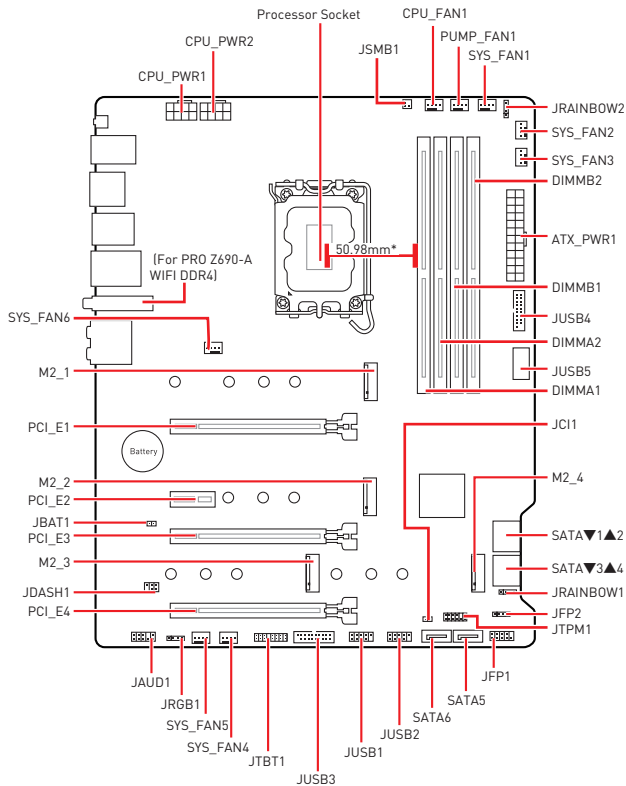 Processor Socket
CPU_FAN1
PUMP_FAN1
SYS_FAN1
JSMB1
CPU_PWR2
CPU_PWR1
JRAINBOW2
SYS_FAN2
SYS_FAN3
DIMMB2
ATX_PWR1
50.98mm*
(For PRO Z690-A
WIFI DDR4)
DIMMB1
SYS_FAN6
JUSB4
DIMMA2
JUSB5
M2_1
DIMMA1
PCI_E1
JCI1
Battery
M2_2
M2_4
PCI_E2
JBAT1
PCI_E3
SATA▼1▲2
M2_3
SATA▼3▲4
JDASH1
JRAINBOW1
PCI_E4
JFP2
JTPM1
JAUD1
JFP1
JRGB1
SYS_FAN5
SYS_FAN4
JTBT1
JUSB3
JUSB1
JUSB2
SATA6
SATA5